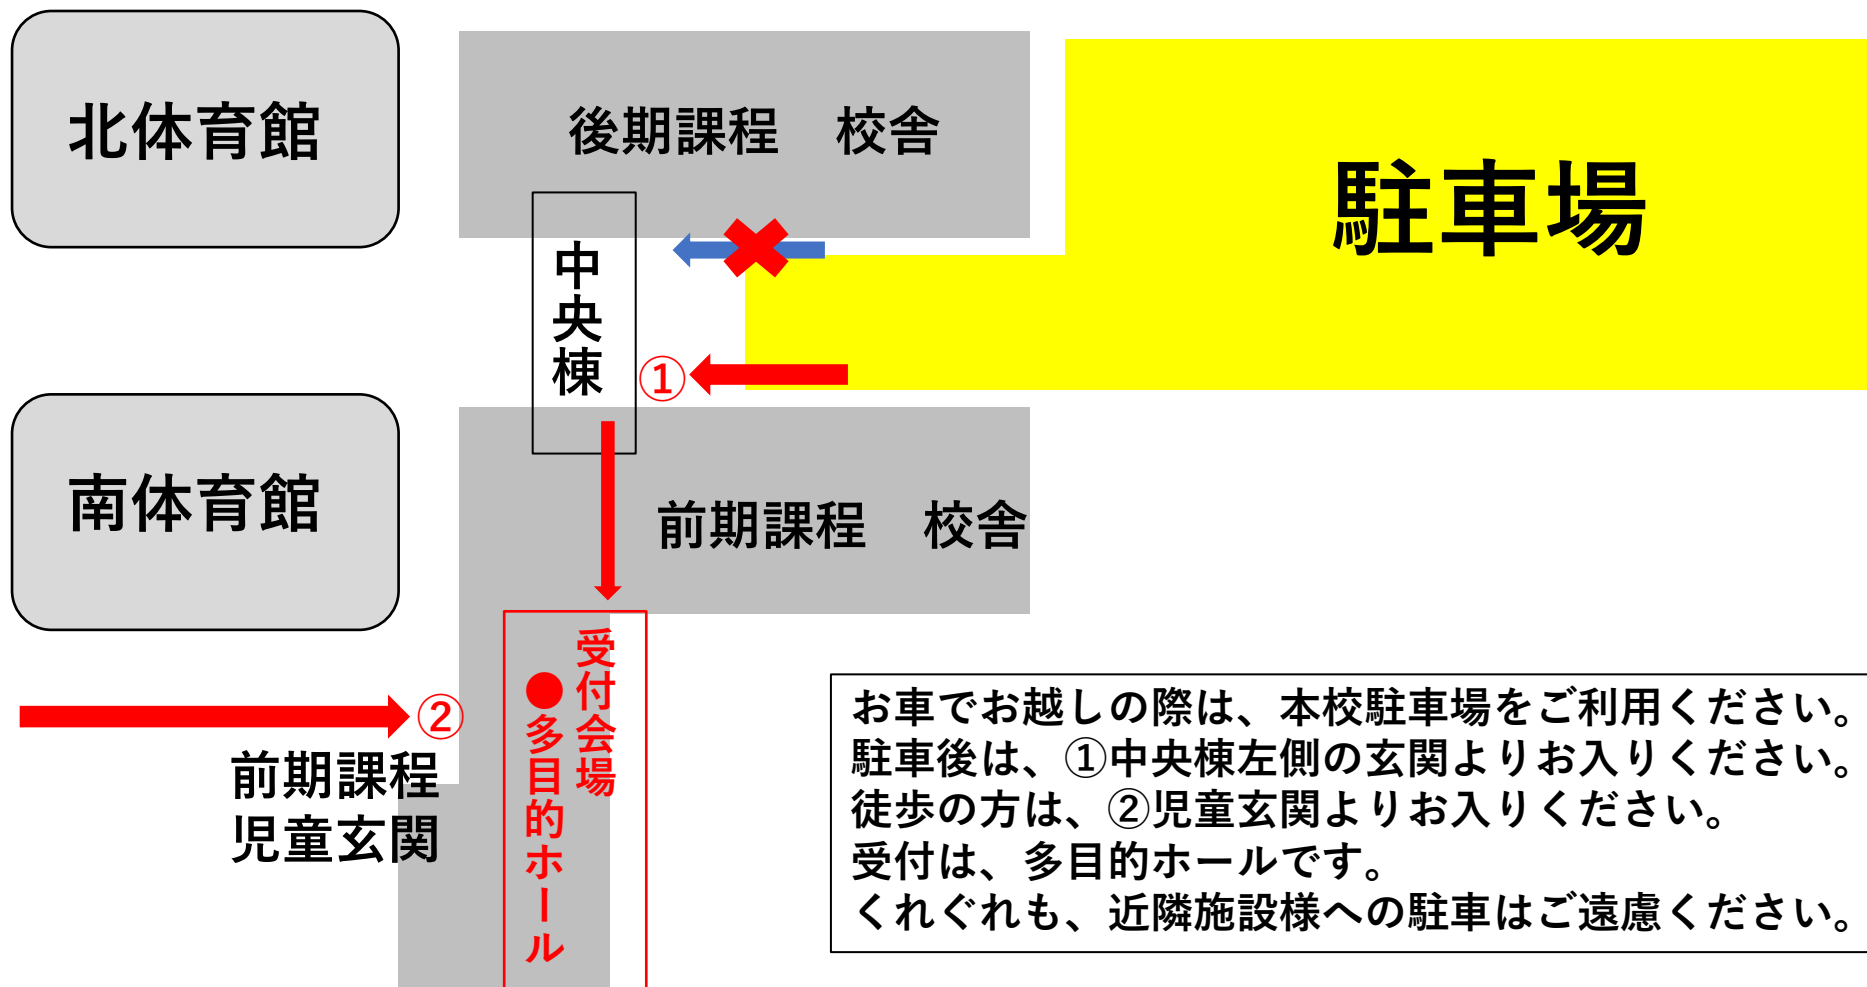 北体育館
後期課程　校舎
駐車場
中央棟
①
南体育館
前期課程　校舎
受付会場
●多目的ホール
②
前期課程
児童玄関
お車でお越しの際は、本校駐車場をご利用ください。
駐車後は、①中央棟左側の玄関よりお入りください。
徒歩の方は、②児童玄関よりお入りください。
受付は、多目的ホールです。
くれぐれも、近隣施設様への駐車はご遠慮ください。